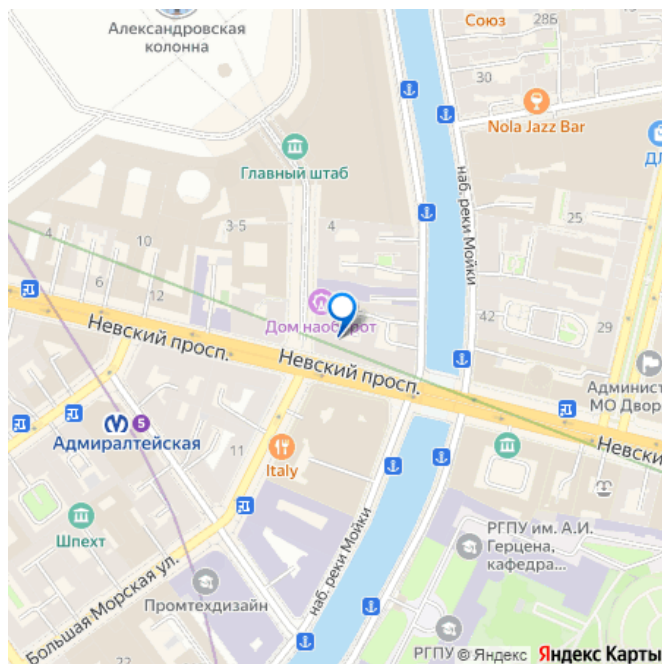 Александровская
колонна
Союз
28Б
30
Nola Jazz Bar
ДЛ
Главный штаб
наб. реки Мойки
4
10
3-5
4
25
6
12
Дом наоборот
42
29
Невский просп.
Невский просп.
Админист
МО Двор
Невски
5
Адмиралтейская
11
Italy
Шпехт
РГПУ им. А.И.
Герцена,
кафедра...
наб. реки Мойки
Промтехдизайн
Большая Морская ул.
22
РГПУ © Яндекс Яндекс Карты